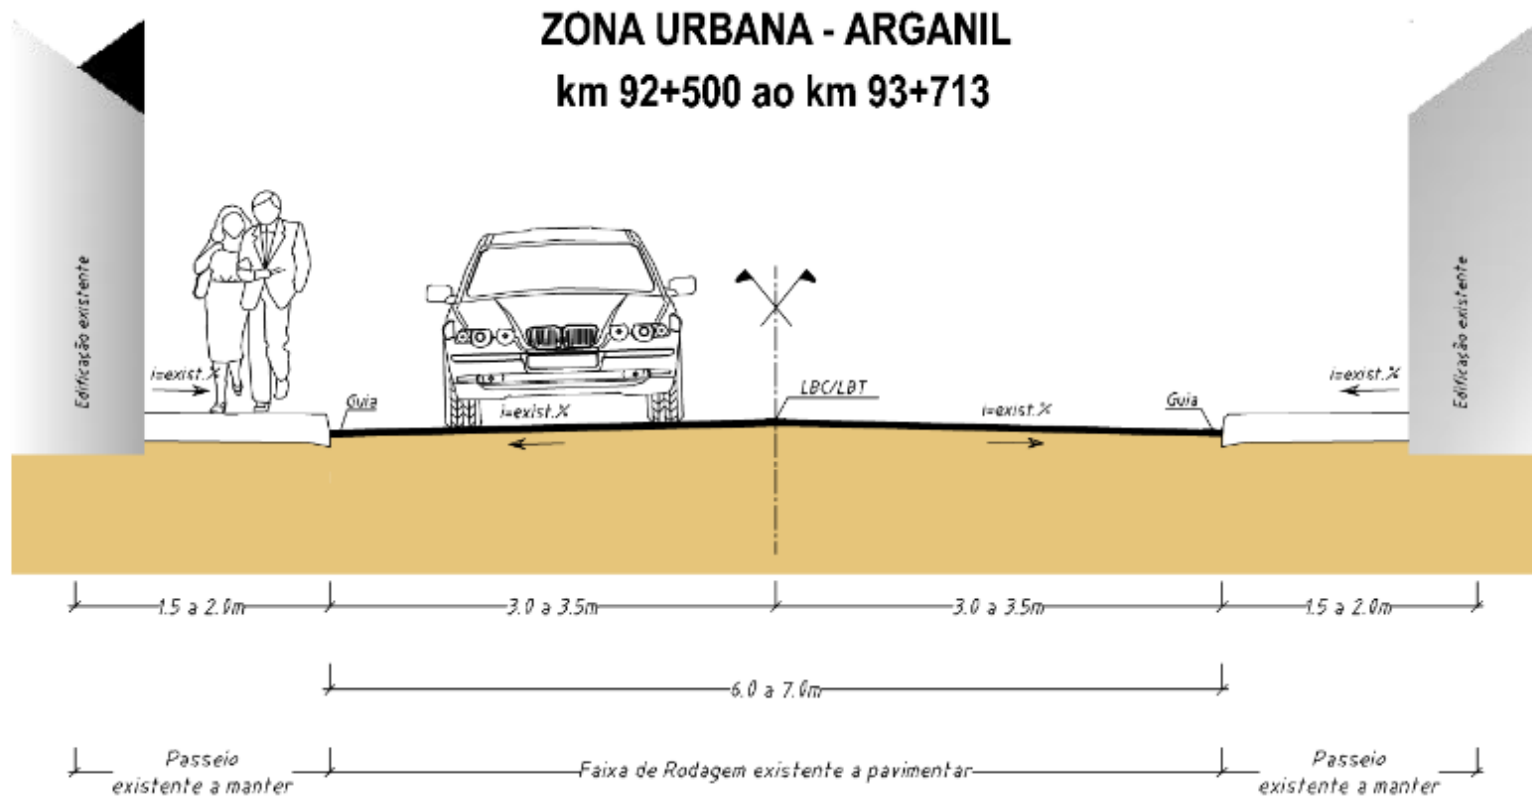 ZONA URBANA - ARGANIL
km 92+500 ao km 93+713
Edificação existente
Edificação existente
i=exist.%
i=exist.%
Guia
i=exist.%
LBC/LBT
i=exist.%
Guia
1.5 a 2.0m
3.0 a 3.5m
3.0 a 3.5m
1.5 a 2.0m
6.0 a 7.0m
Passeio
existente a manter
Faixa de Rodagem existente a pavimentar
Passeio
existente a manter